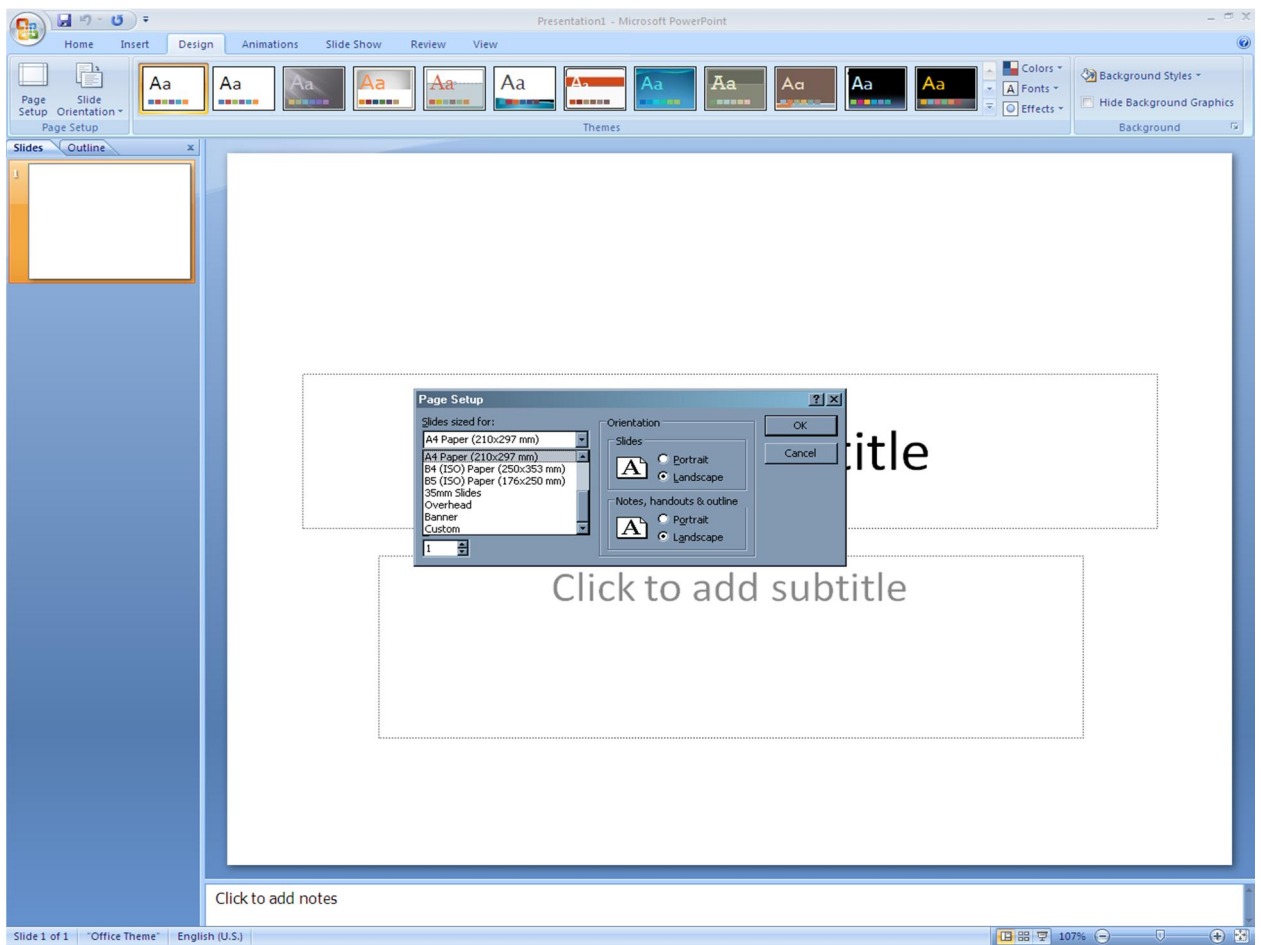 Presentation1 - Microsoft PowerPoint
Home Insert Design Animations Slide Show Review View
Page Setup
Slide Orientation
Aa Aa Aa Aa Aa Aa Aa Aa Aa Aa Aa Aa
Colors
Fonts
Effects
Background Styles
Hide Background Graphics
Page Setup Themes Background
Slides Outline x
1
Page Setup
Slides sized for:
A4 Paper (210x297 mm)
A4 Paper (210x297 mm)
B4 (ISO) Paper (250x353 mm)
B5 (ISO) Paper (176x250 mm)
35mm Slides
Overhead
Banner
Custom
1
Orientation
Slides
A
Portrait
Landscape
Notes, handouts & outline
A
Portrait
Landscape
OK
Cancel
title
Click to add subtitle
Click to add notes
Slide 1 of 1 "Office Theme" English (U.S.) 107%